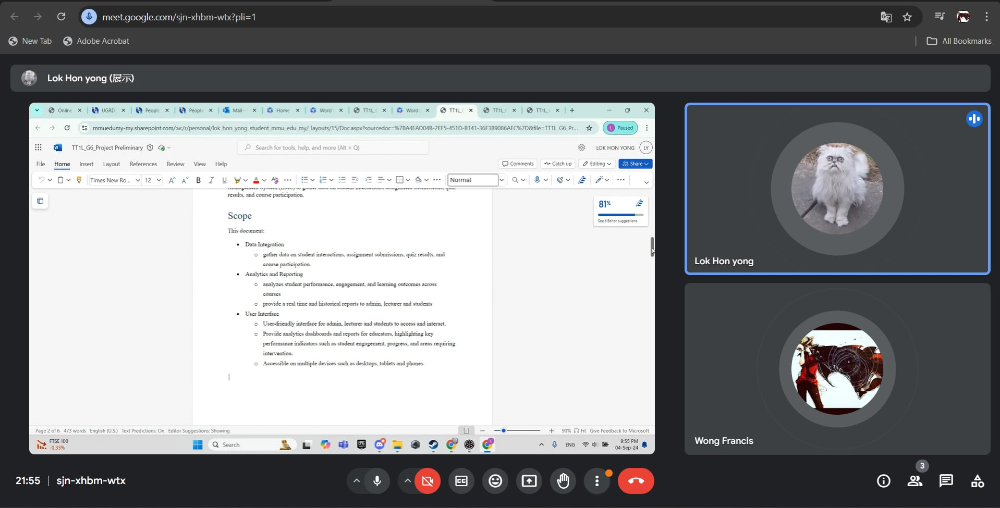 meet.google.com/sjn-xhbm-wtx?pli=1
New Tab
Adobe Acrobat
All Bookmarks
Lok Hon yong (展示)
Online
UGRD
People
People
Mail -
Home
Word
TT1L_
Word
TT1L_
TT1L_
TT1L_
mmuedumy-my.sharepoint.com/:w:/r/personal/lok_hon_yong_student_mmu_edu_my/_layouts/15/Doc.aspx?sourcedoc=%7BA4EAD04B-2EF5-451D-B141-36F3B9086AEC%7D&file=TT1L_G6_Pr...
L Paused
W TT1L_G6_Project Preliminary
Search for tools, help, and more (Alt + Q)
LOK HON YONG LY
File Home Insert Layout References Review View Help
Comments Catch up Editing Share
Times New Ro... 12
Normal
results, and course participation.
81%
See 8 Editor suggestions
Scope
This document:
• Data Integration
o gather data on student interactions, assignment submissions, quiz results, and
course participation.
• Analytics and Reporting
o analyzes student performance, engagement, and learning outcomes across
courses
o provide a real time and historical reports to admin, lecturer and students
• User Interface
o User-friendly interface for admin, lecturer and students to access and interact.
o Provide analytics dashboards and reports for educators, highlighting key
performance indicators such as student engagement, progress, and areas requiring
intervention.
o Accessible on multiple devices such as desktops, tablets and phones.
Page 2 of 6 473 words English (U.S.) Text Predictions: On Editor Suggestions: Showing
90% Fit Give Feedback to Microsoft
FTSE 100
-0.33%
Search
ENG
9:55 PM
04-Sep-24
Lok Hon yong
Wong Francis
21:55 | sjn-xhbm-wtx
3